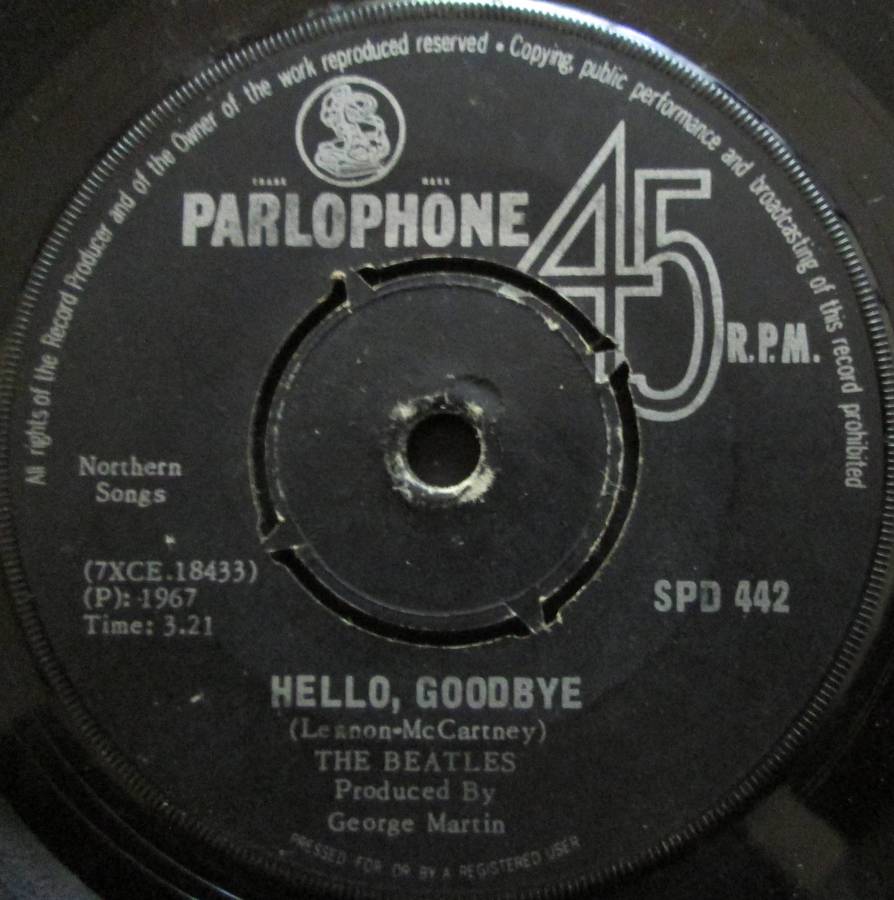 All rights of the Record Producer and of the Owner of the work reproduced reserved • Copying, public performance and broadcasting of this record prohibited
TRADE MARK
PARLOPHONE
45
R.P.M.
Northern
Songs
(7XCE.18433)
(P): 1967
Time: 3.21
SPD 442
HELLO, GOODBYE
(Lennon-McCartney)
THE BEATLES
Produced By
George Martin
PRESSED FOR OR BY A REGISTERED USER